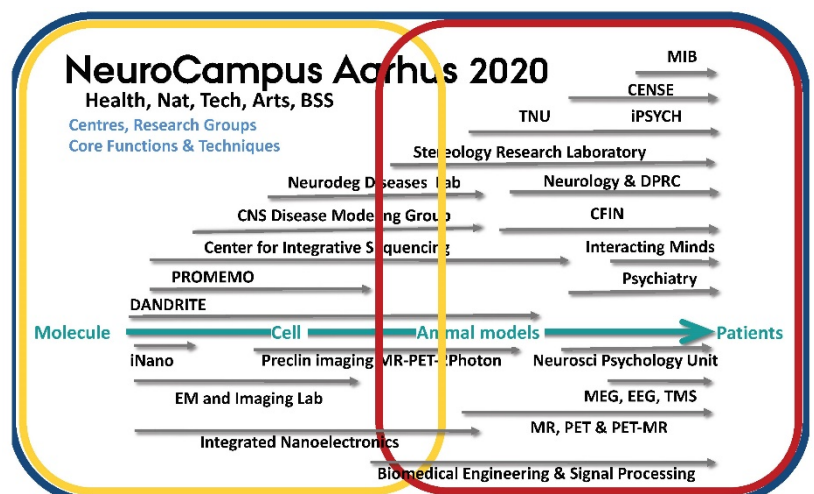 NeuroCampus Aarhus 2020
Health, Nat, Tech, Arts, BSS
Centres, Research Groups
Core Functions & Techniques
MIB
CENSE
TNU iPSYCH
Stereology Research Laboratory
Neurodeg Diseases Lab Neurology & DPRC
CNS Disease Modeling Group CFIN
Center for Integrative Sequencing Interacting Minds
PROMEMO Psychiatry
DANDRITE
Molecule Cell Animal models Patients
iNano Preclin imaging MR-PET-2Photon Neurosci Psychology Unit
EM and Imaging Lab MEG, EEG, TMS
Integrated Nanoelectronics MR, PET & PET-MR
Biomedical Engineering & Signal Processing